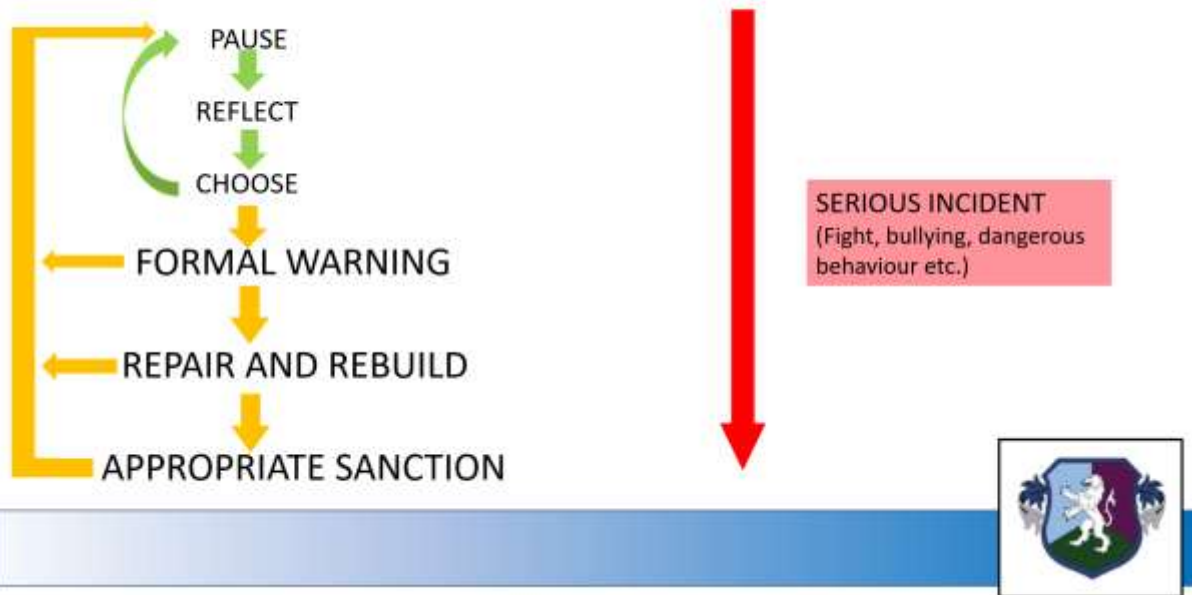 PAUSE
REFLECT
CHOOSE
FORMAL WARNING
REPAIR AND REBUILD
APPROPRIATE SANCTION
SERIOUS INCIDENT
(Fight, bullying, dangerous
behaviour etc.)